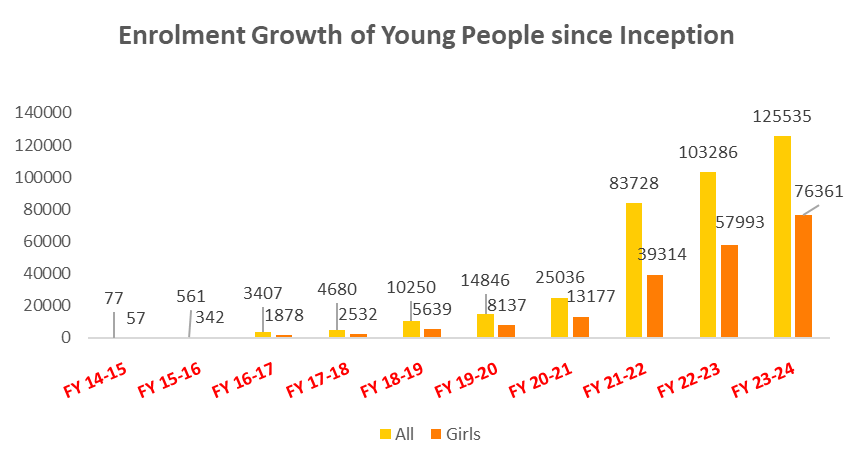 Enrolment Growth of Young People since Inception
140000
120000
100000
80000
60000
40000
20000
0
77
57
561
342
3407
1878
4680
2532
10250
5639
14846
8137
25036
13177
83728
39314
103286
57993
125535
76361
FY 14-15
FY 15-16
FY 16-17
FY 17-18
FY 18-19
FY 19-20
FY 20-21
FY 21-22
FY 22-23
FY 23-24
All
Girls